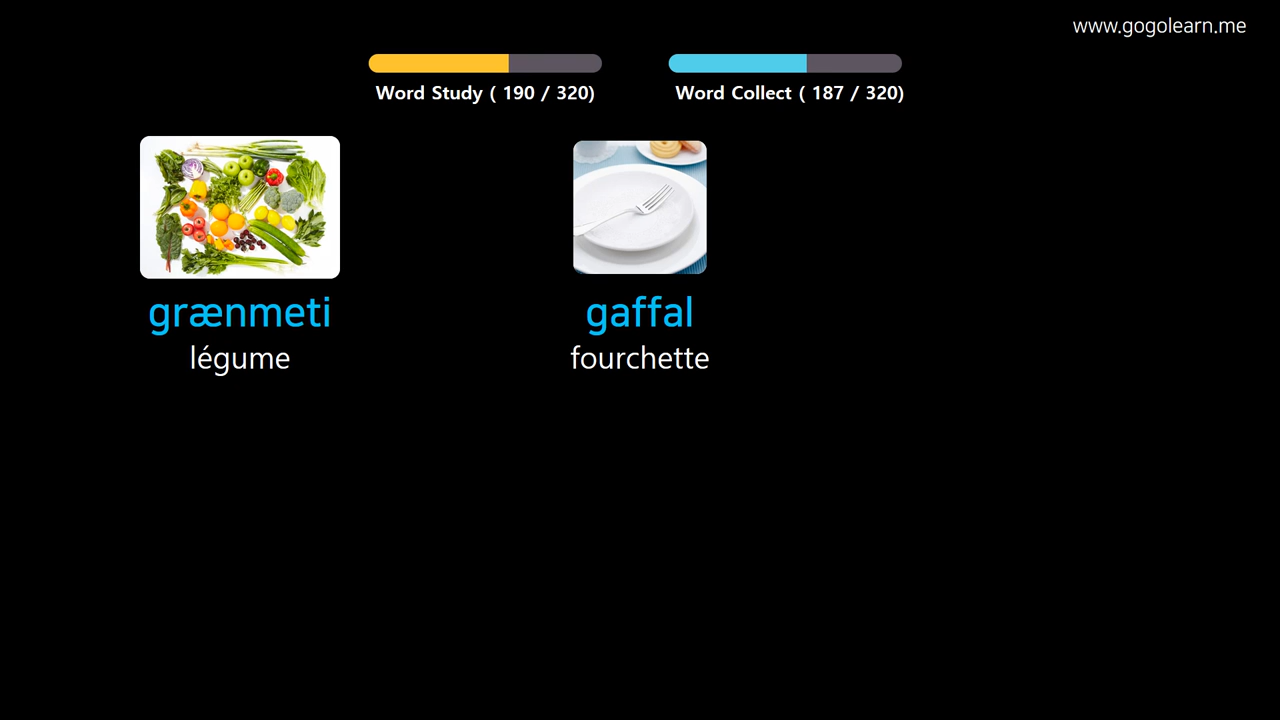 www.gogolearn.me
Word Study ( 190 / 320)
Word Collect ( 187 / 320)
grænmeti
légume
gaffal
fourchette